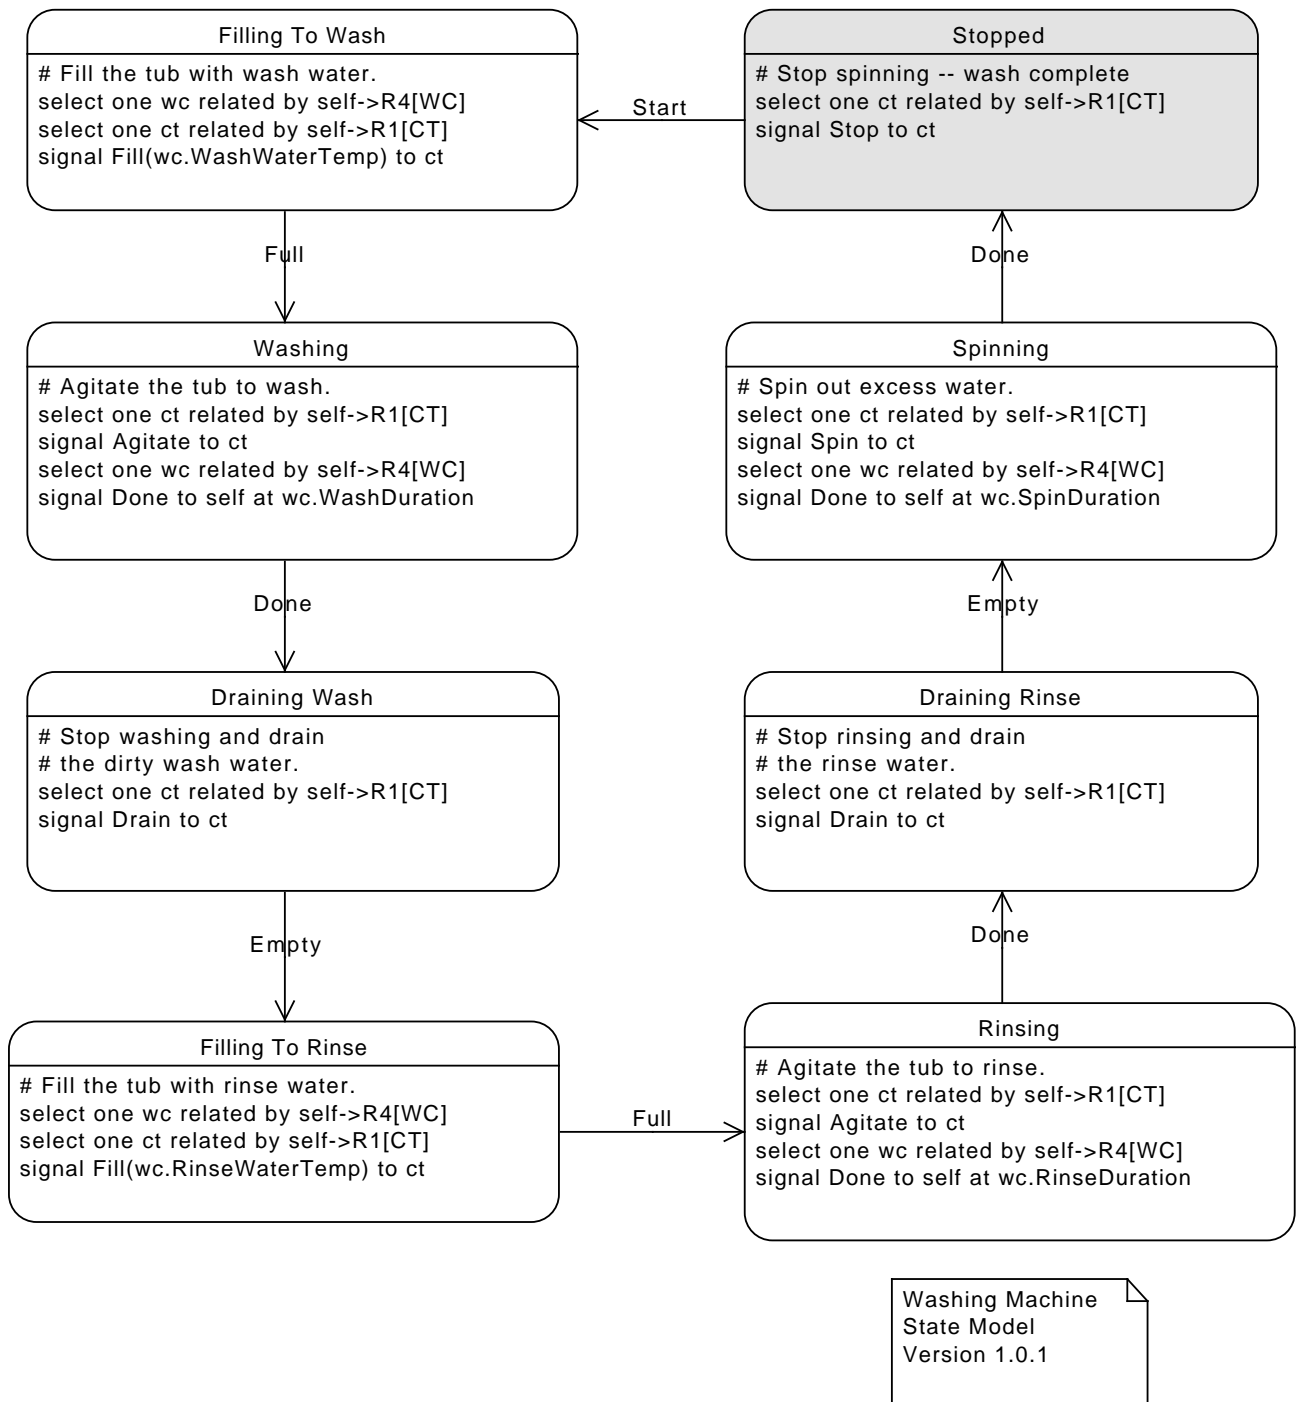 Filling To Wash
# Fill the tub with wash water.
select one wc related by self->R4[WC]
select one ct related by self->R1[CT]
signal Fill(wc.WashWaterTemp) to ct
Start
Stopped
# Stop spinning -- wash complete
select one ct related by self->R1[CT]
signal Stop to ct
Full
Done
Washing
# Agitate the tub to wash.
select one ct related by self->R1[CT]
signal Agitate to ct
select one wc related by self->R4[WC]
signal Done to self at wc.WashDuration
Spinning
# Spin out excess water.
select one ct related by self->R1[CT]
signal Spin to ct
select one wc related by self->R4[WC]
signal Done to self at wc.SpinDuration
Done
Empty
Draining Wash
# Stop washing and drain
# the dirty wash water.
select one ct related by self->R1[CT]
signal Drain to ct
Draining Rinse
# Stop rinsing and drain
# the rinse water.
select one ct related by self->R1[CT]
signal Drain to ct
Empty
Done
Filling To Rinse
# Fill the tub with rinse water.
select one wc related by self->R4[WC]
select one ct related by self->R1[CT]
signal Fill(wc.RinseWaterTemp) to ct
Full
Rinsing
# Agitate the tub to rinse.
select one ct related by self->R1[CT]
signal Agitate to ct
select one wc related by self->R4[WC]
signal Done to self at wc.RinseDuration
Washing Machine
State Model
Version 1.0.1